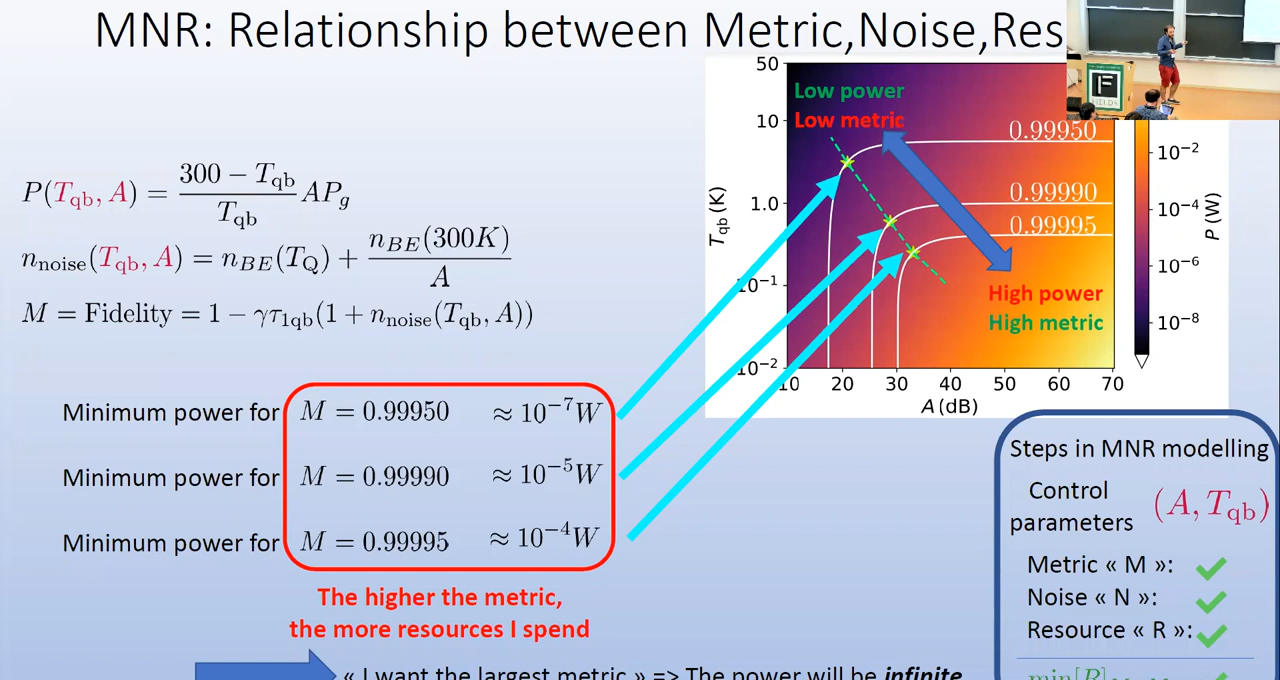 MNR: Relationship between Metric,Noise,Res
P(T_qb, A) = (300 − T_qb)/T_qb AP_g
n_noise(T_qb, A) = n_BE(T_Q) + n_BE(300K)/A
M = Fidelity = 1 − γτ_1qb(1 + n_noise(T_qb, A))
Minimum power for M = 0.99950 ≈ 10^−7 W
Minimum power for M = 0.99990 ≈ 10^−5 W
Minimum power for M = 0.99995 ≈ 10^−4 W
The higher the metric,
the more resources I spend
« I want the largest metric » => The power will be infinite
50
10
1.0
10^−1
10^−2
T_qb (K)
Low power
Low metric
0.99950
0.99990
0.99995
High power
High metric
10 20 30 40 50 60 70
A (dB)
10^−2
10^−4
10^−6
10^−8
P (W)
FIELDS
Steps in MNR modelling
Control
parameters (A, T_qb)
Metric « M »:
Noise « N »:
Resource « R »:
min[R]